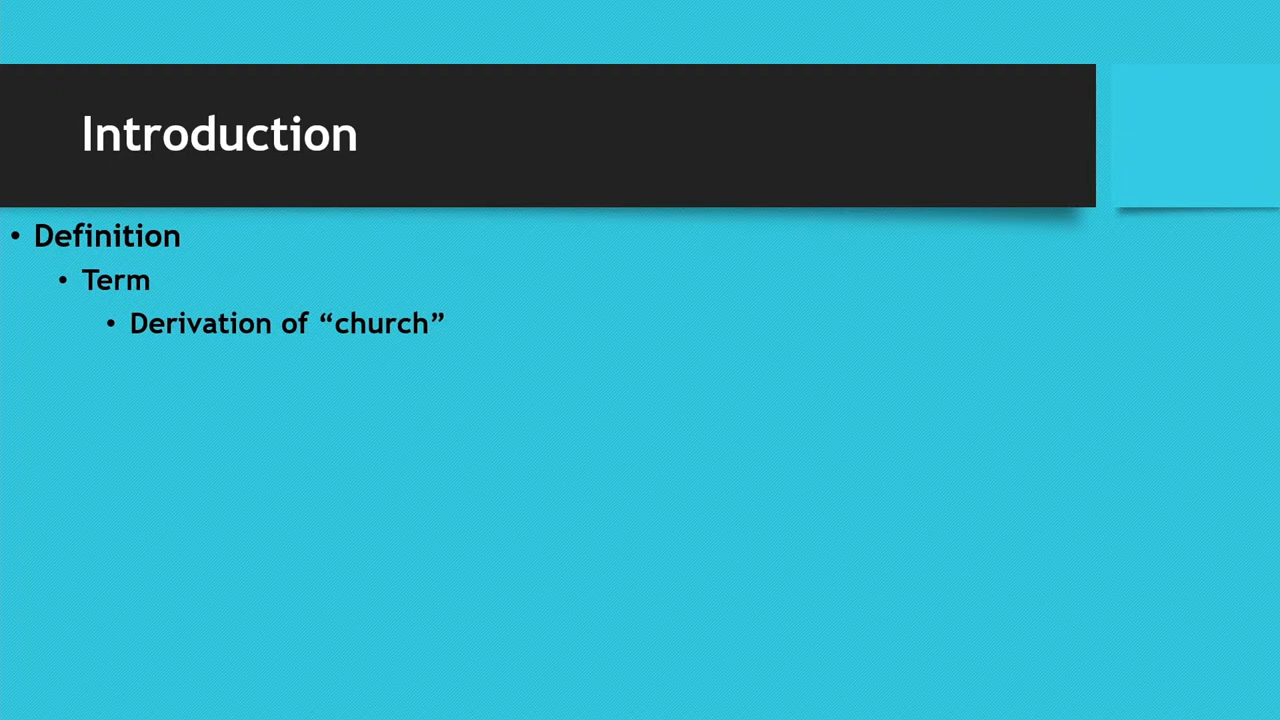 Introduction
• Definition
• Term
• Derivation of “church”